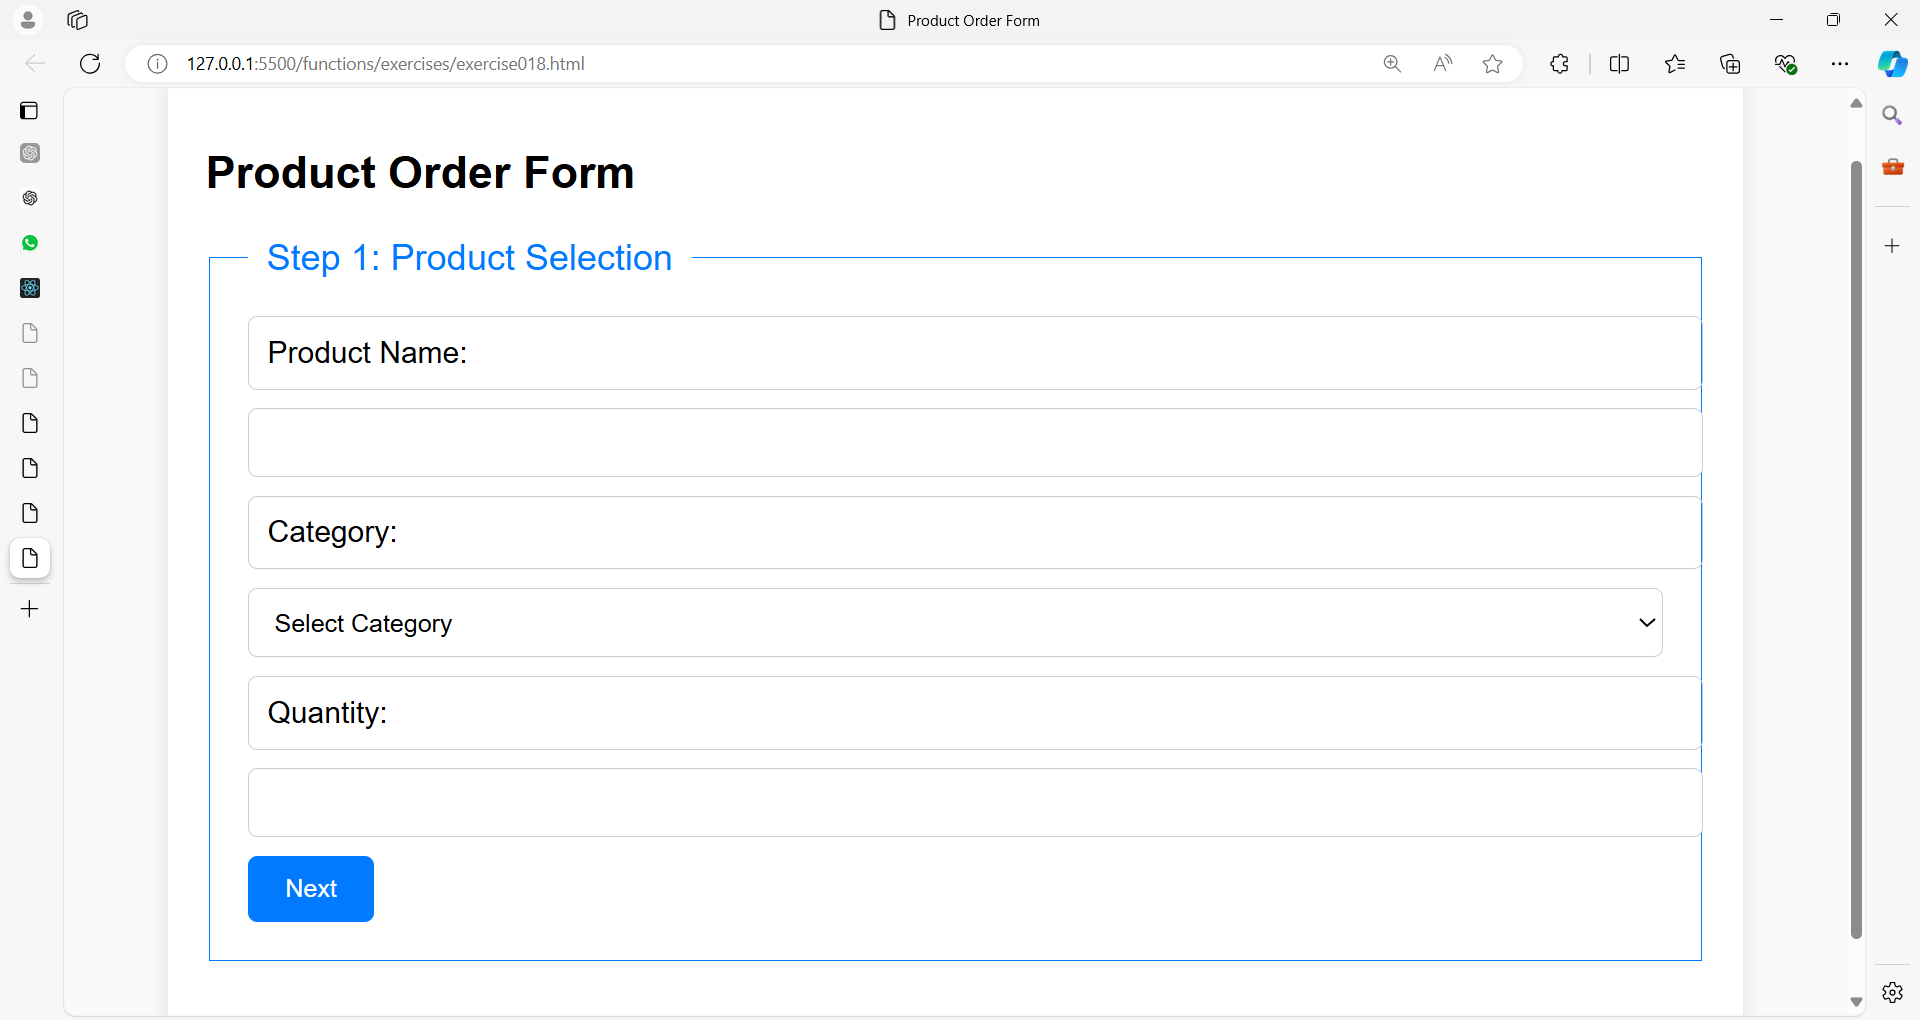 Product Order Form
127.0.0.1:5500/functions/exercises/exercise018.html
Product Order Form
Step 1: Product Selection
Product Name:
Category:
Select Category
Quantity:
Next